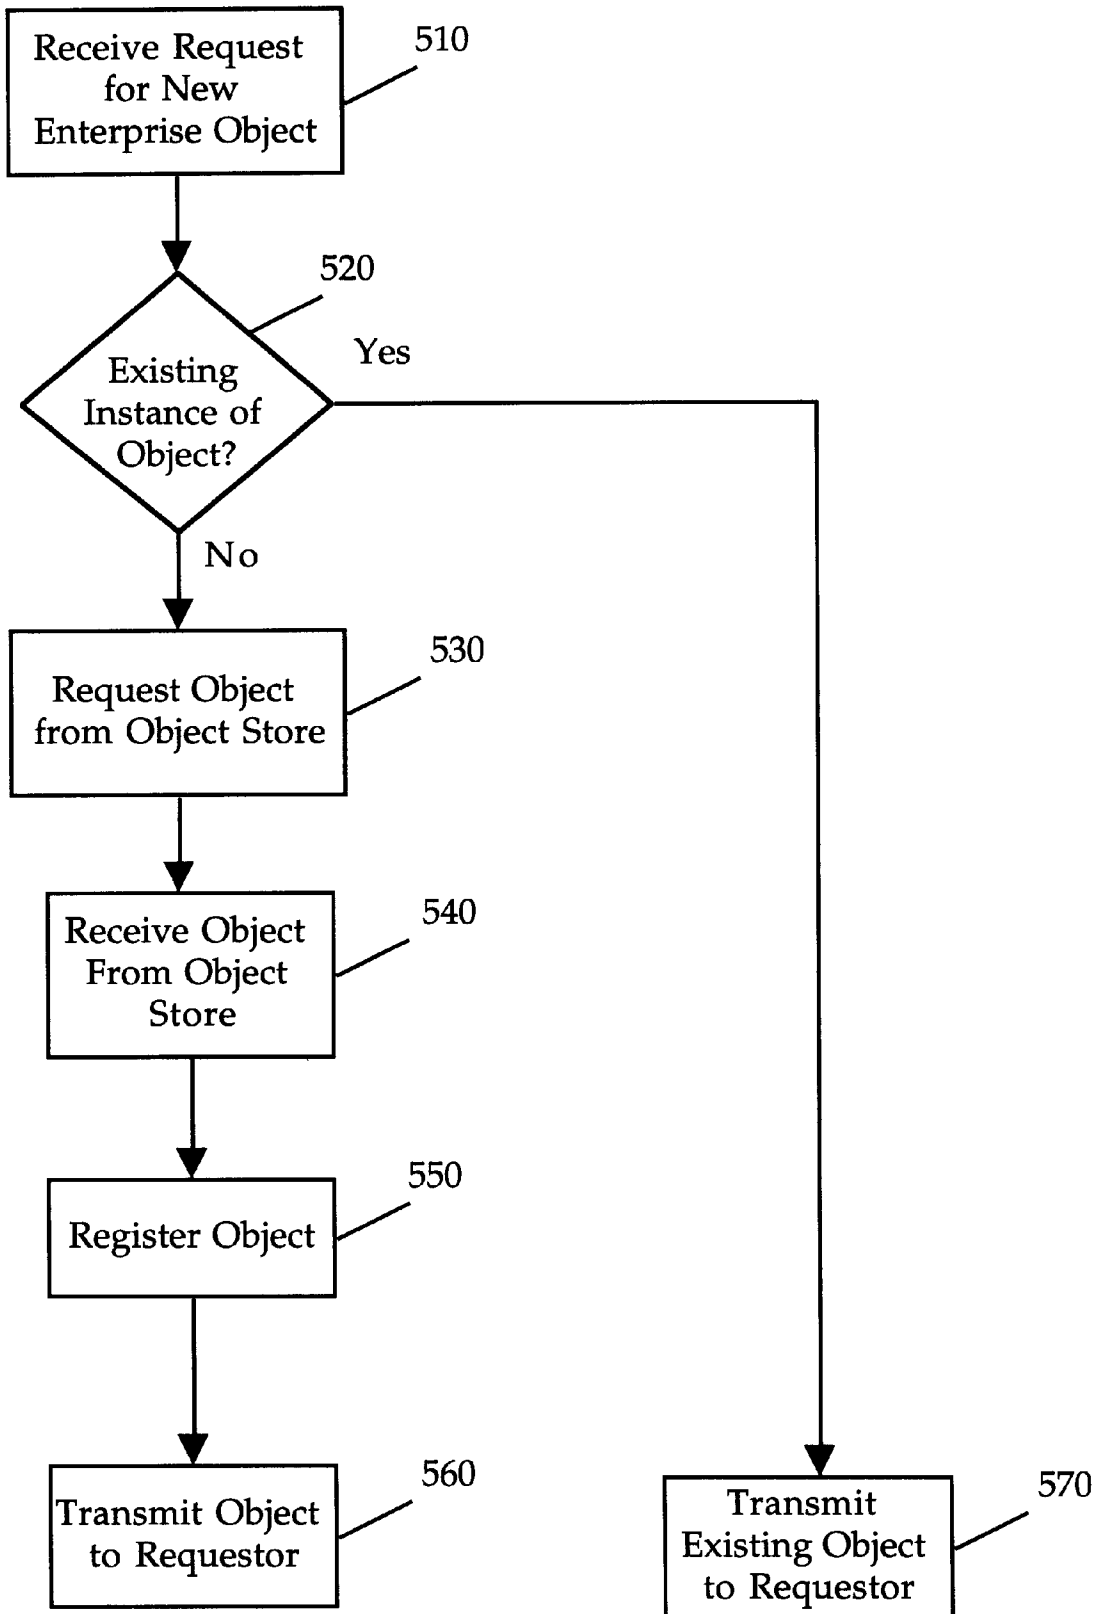 Receive Request
for New
Enterprise Object
510
520
Yes
Existing
Instance of
Object?
No
530
Request Object
from Object Store
540
Receive Object
From Object
Store
550
Register Object
560
Transmit Object
to Requestor
570
Transmit
Existing Object
to Requestor